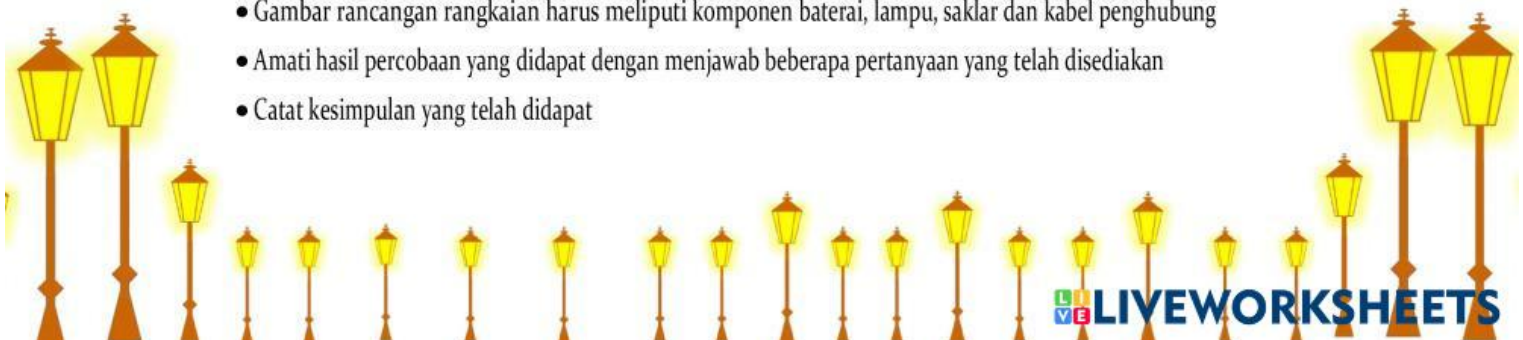 • Gambar rancangan rangkaian harus meliputi komponen baterai, lampu, saklar dan kabel penghubung
• Amati hasil percobaan yang didapat dengan menjawab beberapa pertanyaan yang telah disediakan
• Catat kesimpulan yang telah didapat
LIVE LIVEWORKSHEETS